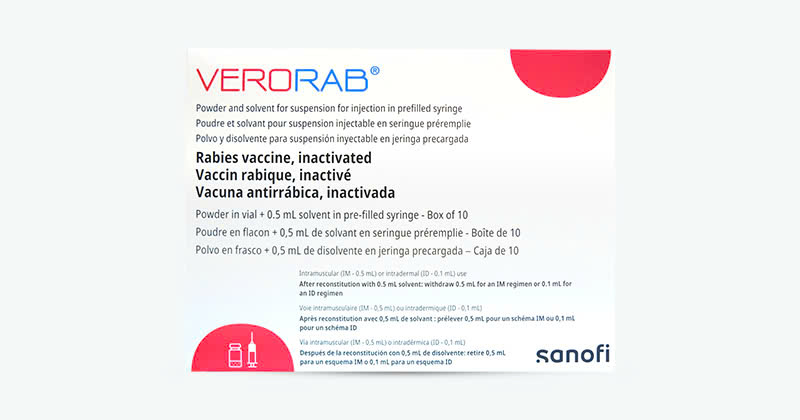 VERORAB®
Powder and solvent for suspension for injection in prefilled syringe
Poudre et solvant pour suspension injectable en seringue préremplie
Polvo y disolvente para suspensión inyectable en jeringa precargada
Rabies vaccine, inactivated
Vaccin rabique, inactivé
Vacuna antirrábica, inactivada
Powder in vial + 0.5 mL solvent in pre-filled syringe - Box of 10
Poudre en flacon + 0,5 mL de solvant en seringue préremplie - Boîte de 10
Polvo en frasco + 0,5 mL de disolvente en jeringa precargada – Caja de 10
Intramuscular (IM - 0.5 mL) or intradermal (ID - 0.1 mL) use
After reconstitution with 0.5 mL solvent: withdraw 0.5 mL for an IM regimen or 0.1 mL for
an ID regimen
Voie intramusculaire (IM - 0,5 mL) ou intradermique (ID - 0,1 mL)
Après reconstitution avec 0,5 mL de solvant : prélever 0,5 mL pour un schéma IM ou 0,1 mL
pour un schéma ID
Vía intramuscular (IM - 0.5 mL) o intradérmica (ID - 0,1 mL)
Después de la reconstitución con 0,5 mL de disolvente: retire 0,5 mL
para un esquema IM o 0,1 mL para un esquema ID
sanofi